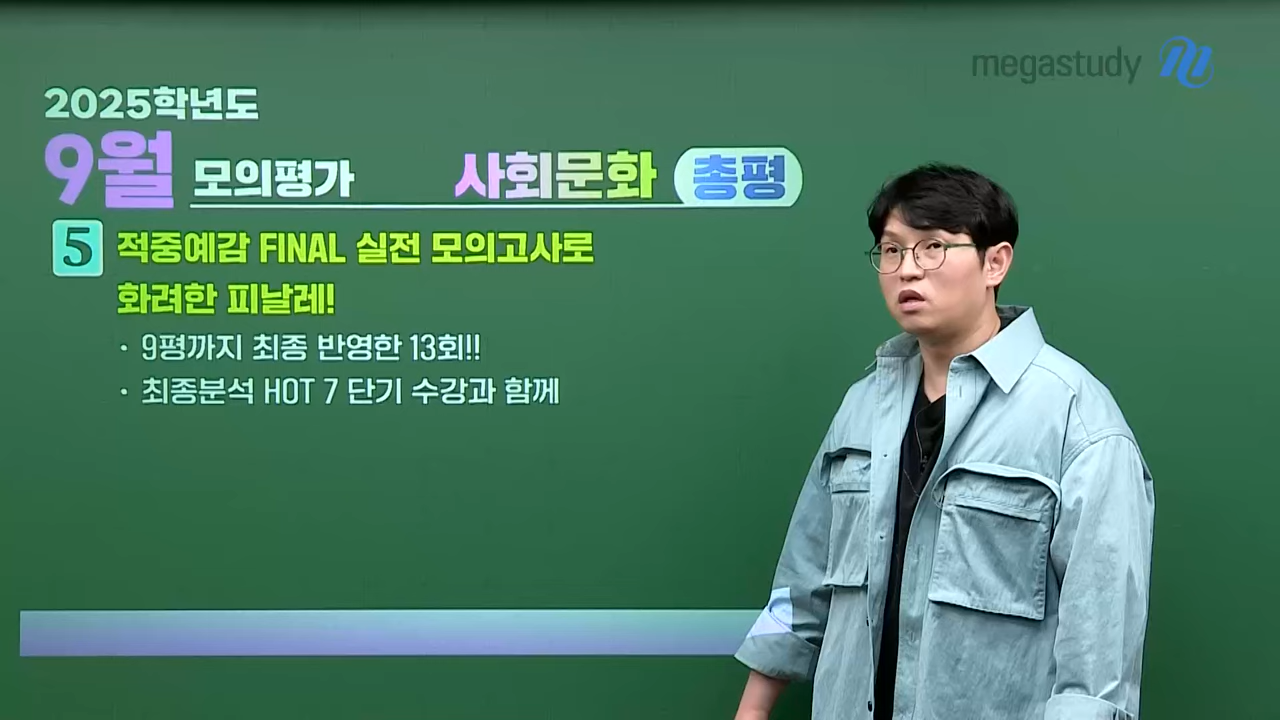 megastudy
2025학년도
9월 모의평가 사회문화 총평
5 적중예감 FINAL 실전 모의고사로
화려한 피날레!
· 9평까지 최종 반영한 13회!!
· 최종분석 HOT 7 단기 수강과 함께